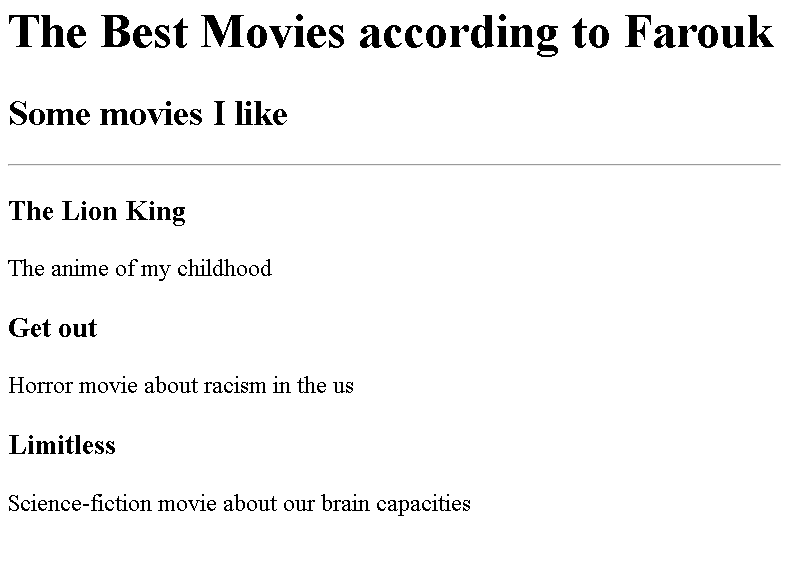 The Best Movies according to Farouk
Some movies I like
The Lion King
The anime of my childhood
Get out
Horror movie about racism in the us
Limitless
Science-fiction movie about our brain capacities